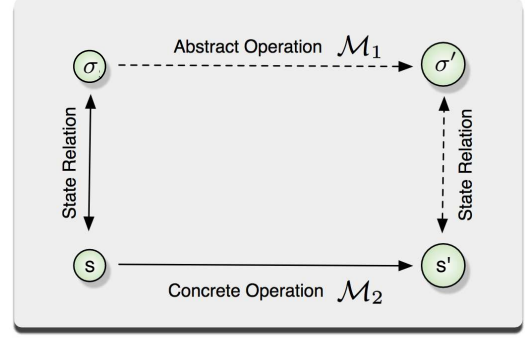 Abstract Operation M₁
σ
σ′
State Relation
State Relation
s
s'
Concrete Operation M₂